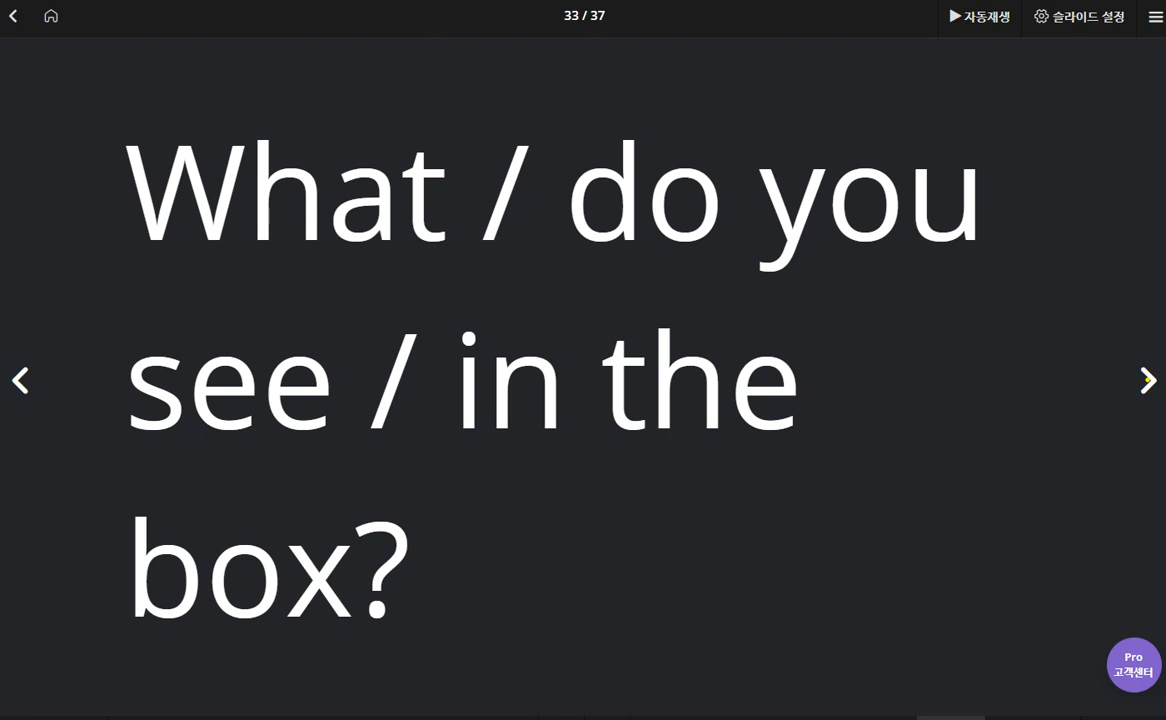 33 / 37
▶ 자동재생
슬라이드 설정
What / do you
see / in the
box?
Pro
고객센터